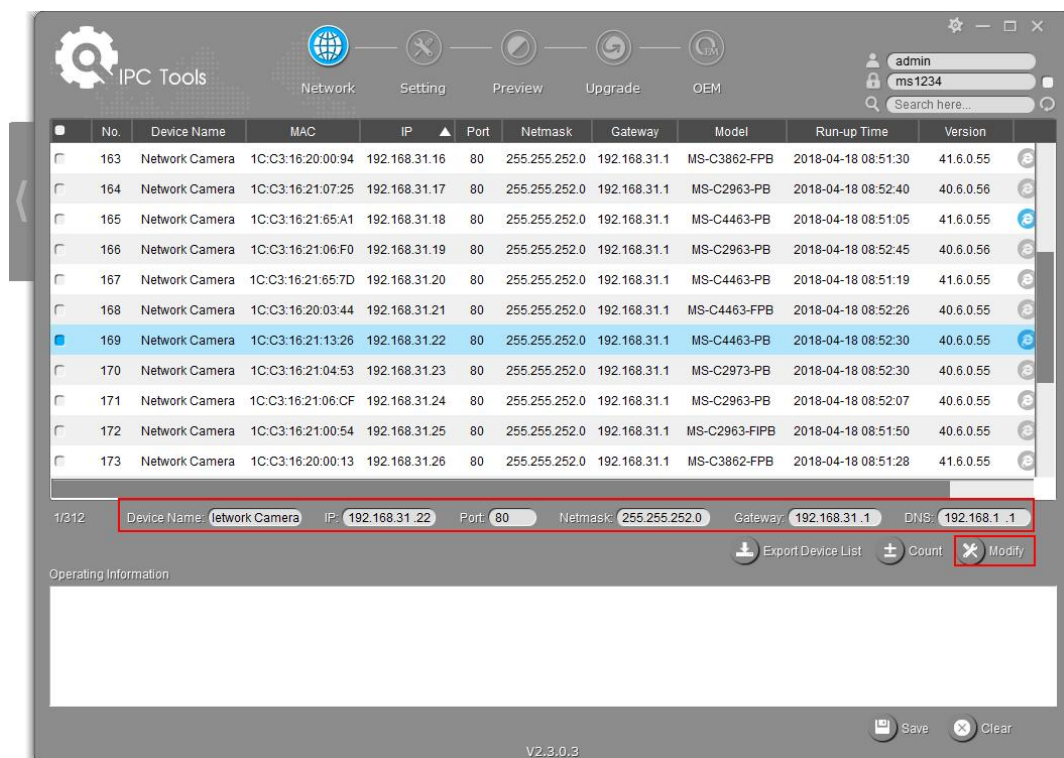 IPC Tools
Network Setting Preview Upgrade OEM
admin
ms1234
Search here...
No. Device Name MAC IP Port Netmask Gateway Model Run-up Time Version
163 Network Camera 1C:C3:16:20:00:94 192.168.31.16 80 255.255.252.0 192.168.31.1 MS-C3862-FPB 2018-04-18 08:51:30 41.6.0.55
164 Network Camera 1C:C3:16:21:07:25 192.168.31.17 80 255.255.252.0 192.168.31.1 MS-C2963-PB 2018-04-18 08:52:40 40.6.0.56
165 Network Camera 1C:C3:16:21:65:A1 192.168.31.18 80 255.255.252.0 192.168.31.1 MS-C4463-PB 2018-04-18 08:51:05 41.6.0.55
166 Network Camera 1C:C3:16:21:06:F0 192.168.31.19 80 255.255.252.0 192.168.31.1 MS-C2963-PB 2018-04-18 08:52:45 40.6.0.56
167 Network Camera 1C:C3:16:21:65:7D 192.168.31.20 80 255.255.252.0 192.168.31.1 MS-C4463-PB 2018-04-18 08:51:19 41.6.0.55
168 Network Camera 1C:C3:16:20:03:44 192.168.31.21 80 255.255.252.0 192.168.31.1 MS-C4463-FPB 2018-04-18 08:52:26 40.6.0.55
169 Network Camera 1C:C3:16:21:13:26 192.168.31.22 80 255.255.252.0 192.168.31.1 MS-C4463-PB 2018-04-18 08:52:30 40.6.0.55
170 Network Camera 1C:C3:16:21:04:53 192.168.31.23 80 255.255.252.0 192.168.31.1 MS-C2973-PB 2018-04-18 08:52:30 40.6.0.55
171 Network Camera 1C:C3:16:21:06:CF 192.168.31.24 80 255.255.252.0 192.168.31.1 MS-C2963-PB 2018-04-18 08:52:07 40.6.0.55
172 Network Camera 1C:C3:16:21:00:54 192.168.31.25 80 255.255.252.0 192.168.31.1 MS-C2963-FIPB 2018-04-18 08:51:50 40.6.0.55
173 Network Camera 1C:C3:16:20:00:13 192.168.31.26 80 255.255.252.0 192.168.31.1 MS-C3862-FPB 2018-04-18 08:51:28 41.6.0.55
1/312 Device Name: letwork Camera IP: 192.168.31 .22 Port: 80 Netmask: 255.255.252.0 Gateway: 192.168.31 .1 DNS: 192.168.1 .1
Export Device List Count Modify
Operating Information
Save Clear
V2.3.0.3